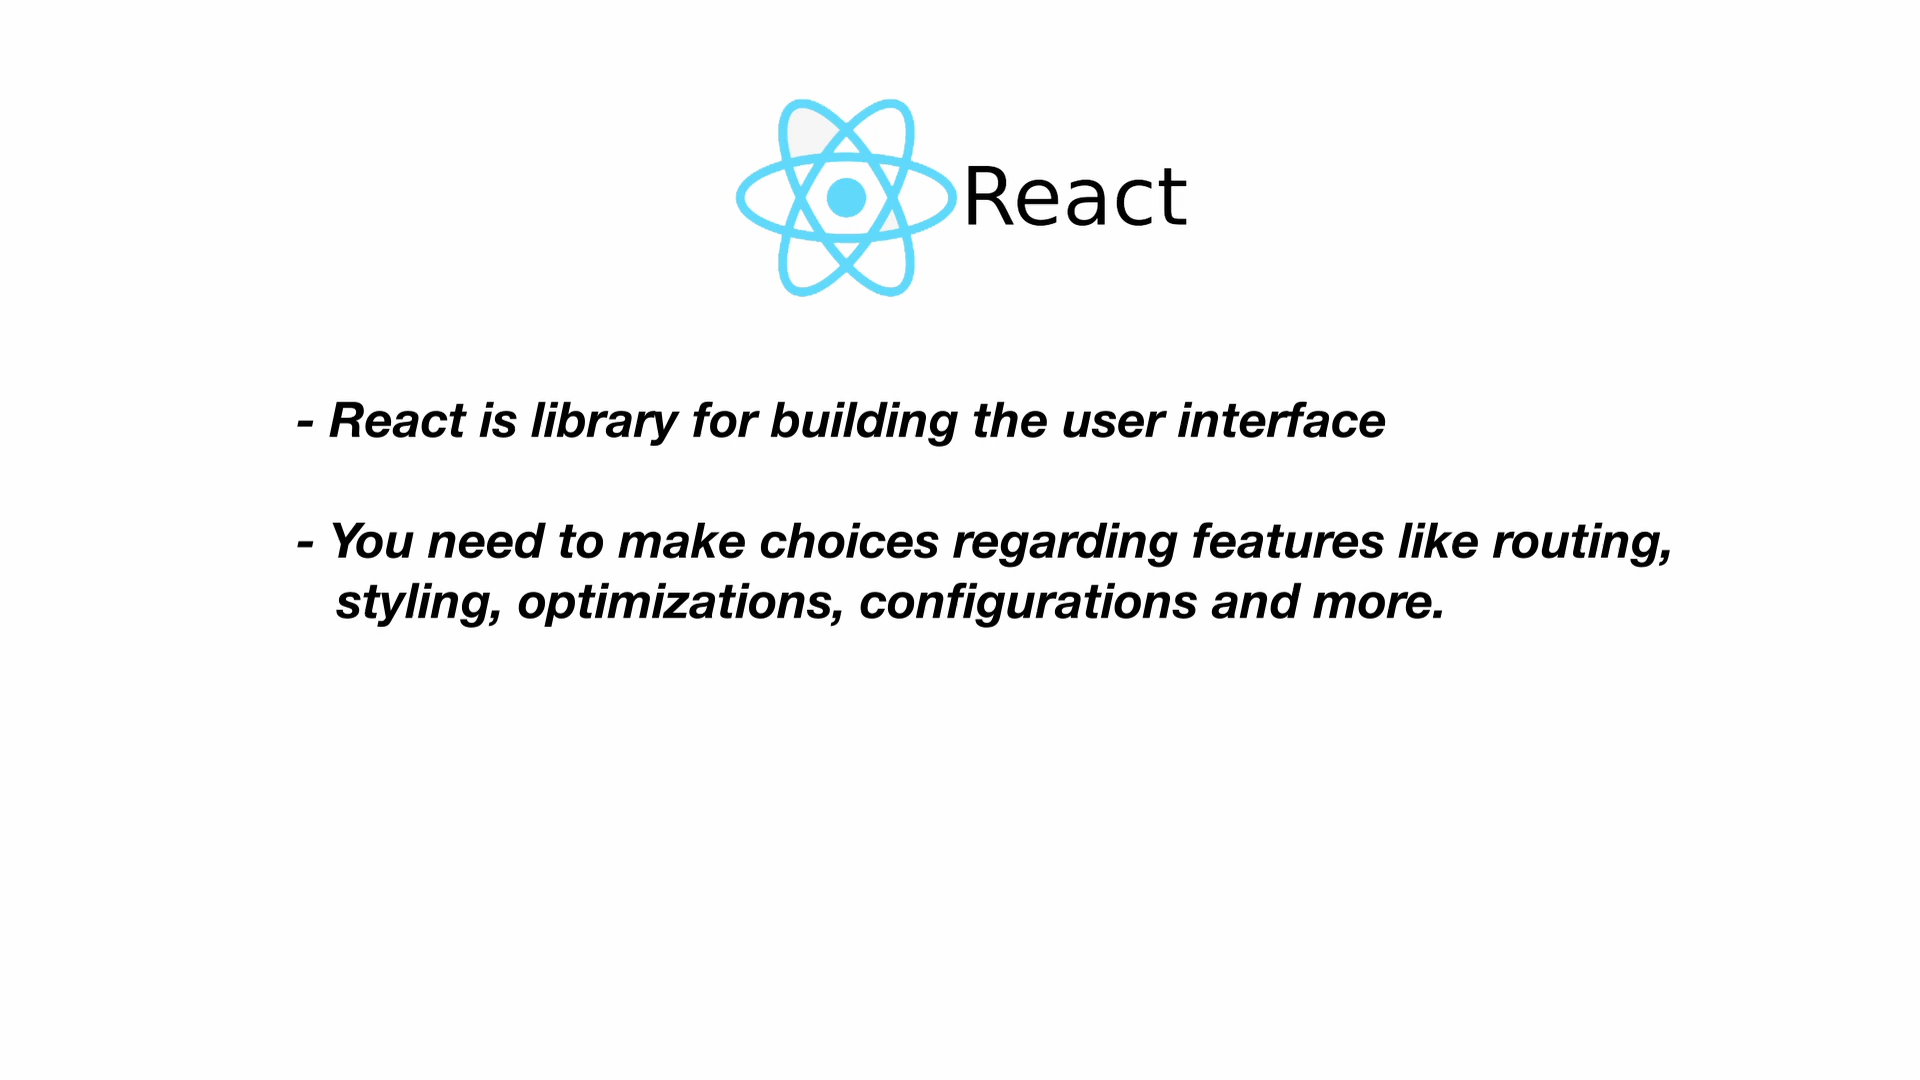 React
- React is library for building the user interface
- You need to make choices regarding features like routing,
styling, optimizations, configurations and more.